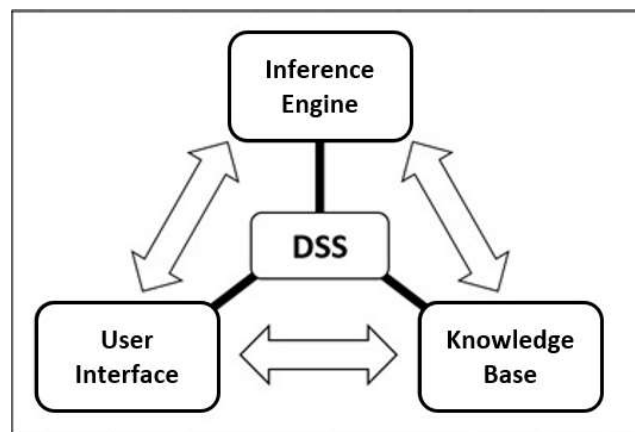 Inference
Engine
DSS
User
Interface
Knowledge
Base